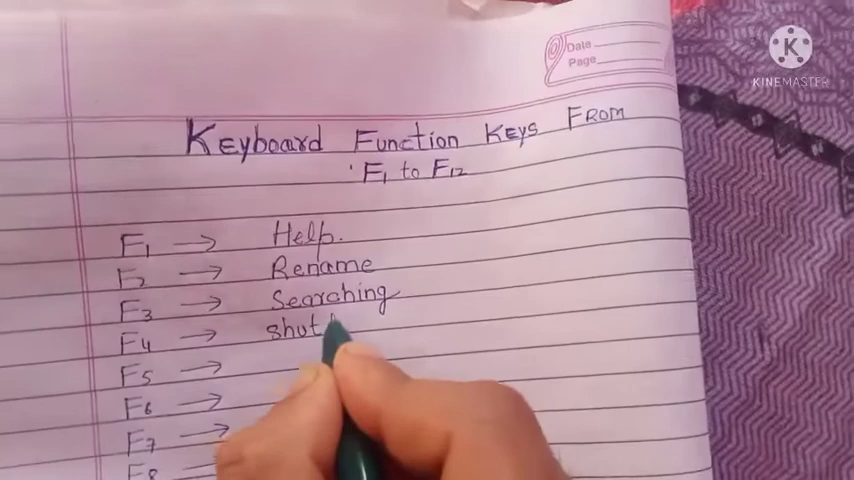 Date
Page
K
KINEMASTER
Keyboard Function Keys From
F1 to F12
F1 → Help.
F2 → Rename
F3 → Searching
F4 → shut
F5 →
F6 →
F7 →
F8